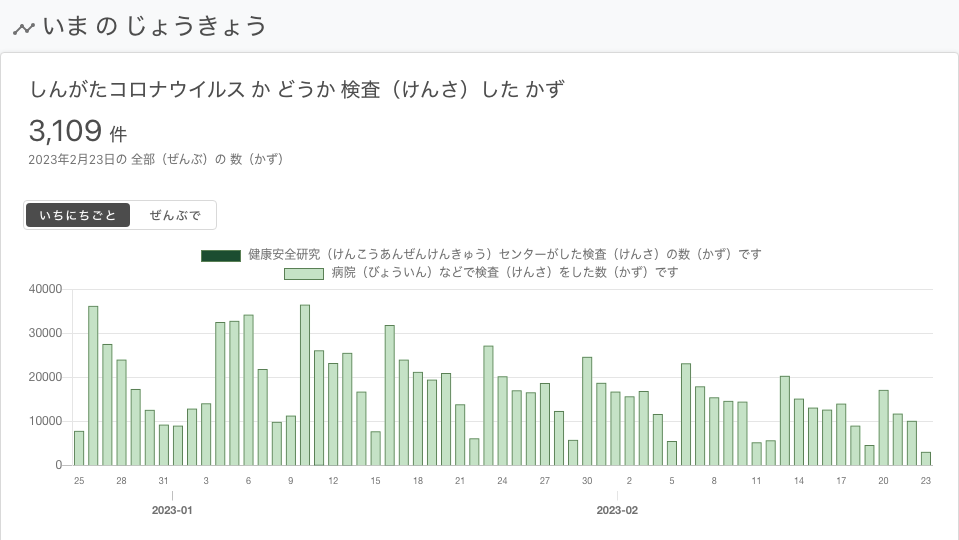 いま の じょうきょう
しんがたコロナウイルス か どうか 検査（けんさ）した かず
3,109 件
2023年2月23日の 全部（ぜんぶ）の 数（かず）
いちにちごと ぜんぶで
健康安全研究（けんこうあんぜんけんきゅう）センターがした検査（けんさ）の数（かず）です
病院（びょういん）などで検査（けんさ）をした数（かず）です
40000
30000
20000
10000
0
25 28 31 3 6 9 12 15 18 21 24 27 30 2 5 8 11 14 17 20 23
2023-01 2023-02